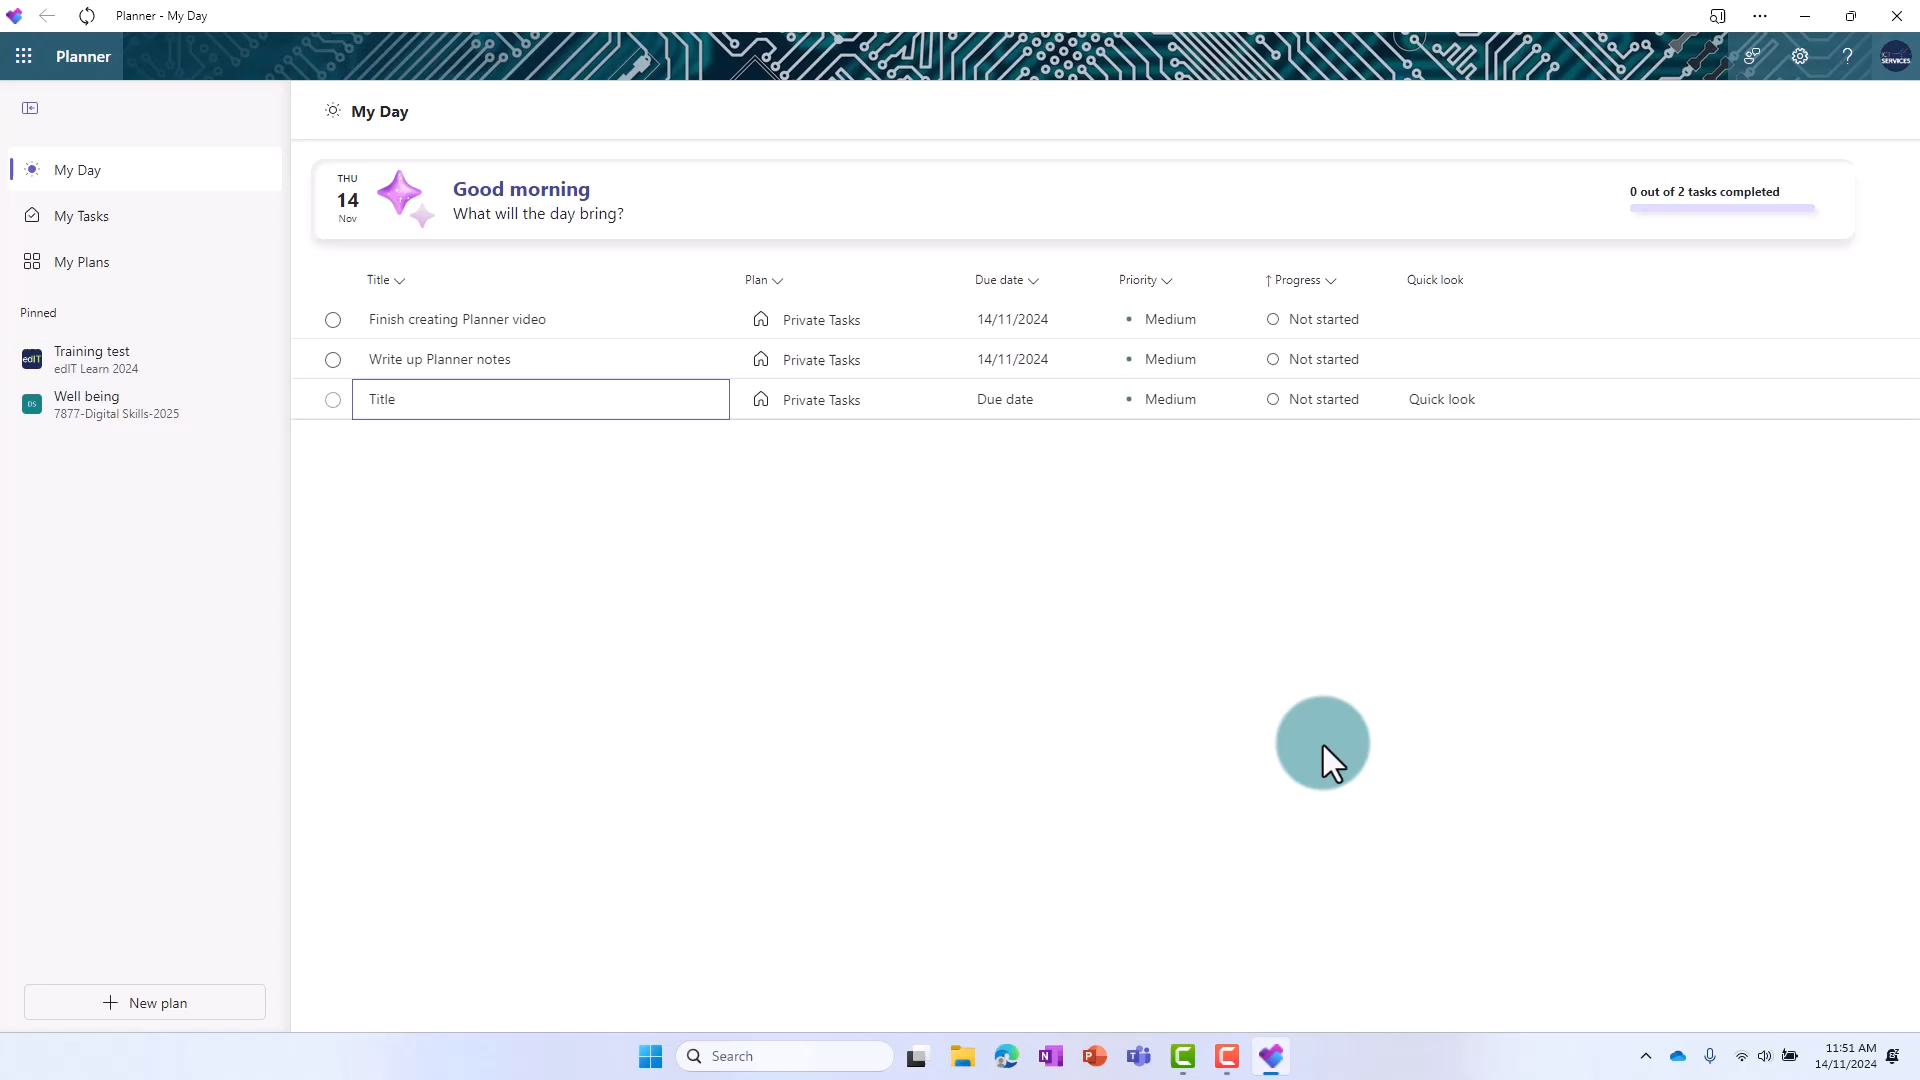 Planner - My Day
Planner
SERVICES
My Day
My Day
My Tasks
My Plans
Pinned
edIT
Training test
edIT Learn 2024
DS
Well being
7877-Digital Skills-2025
New plan
THU
14
Nov
Good morning
What will the day bring?
0 out of 2 tasks completed
Title Plan Due date Priority Progress Quick look
Finish creating Planner video Private Tasks 14/11/2024 Medium Not started
Write up Planner notes Private Tasks 14/11/2024 Medium Not started
Title Private Tasks Due date Medium Not started Quick look
Search
11:51 AM
14/11/2024